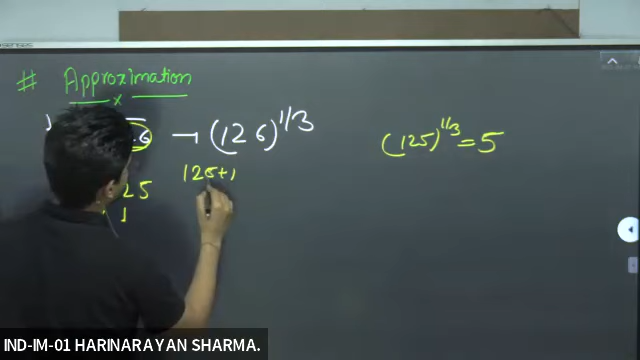 # Approximation
→ (126)^1/3
(125)^1/3 = 5
125+1
25
1
IND-IM-01 HARINARAYAN SHARMA.